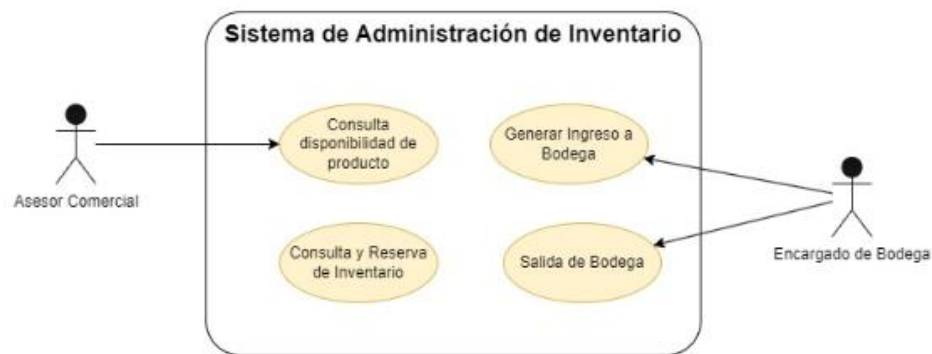 Sistema de Administración de Inventario
Consulta
disponibilidad de
producto
Generar Ingreso a
Bodega
Asesor Comercial
Consulta y Reserva
de Inventario
Salida de Bodega
Encargado de Bodega